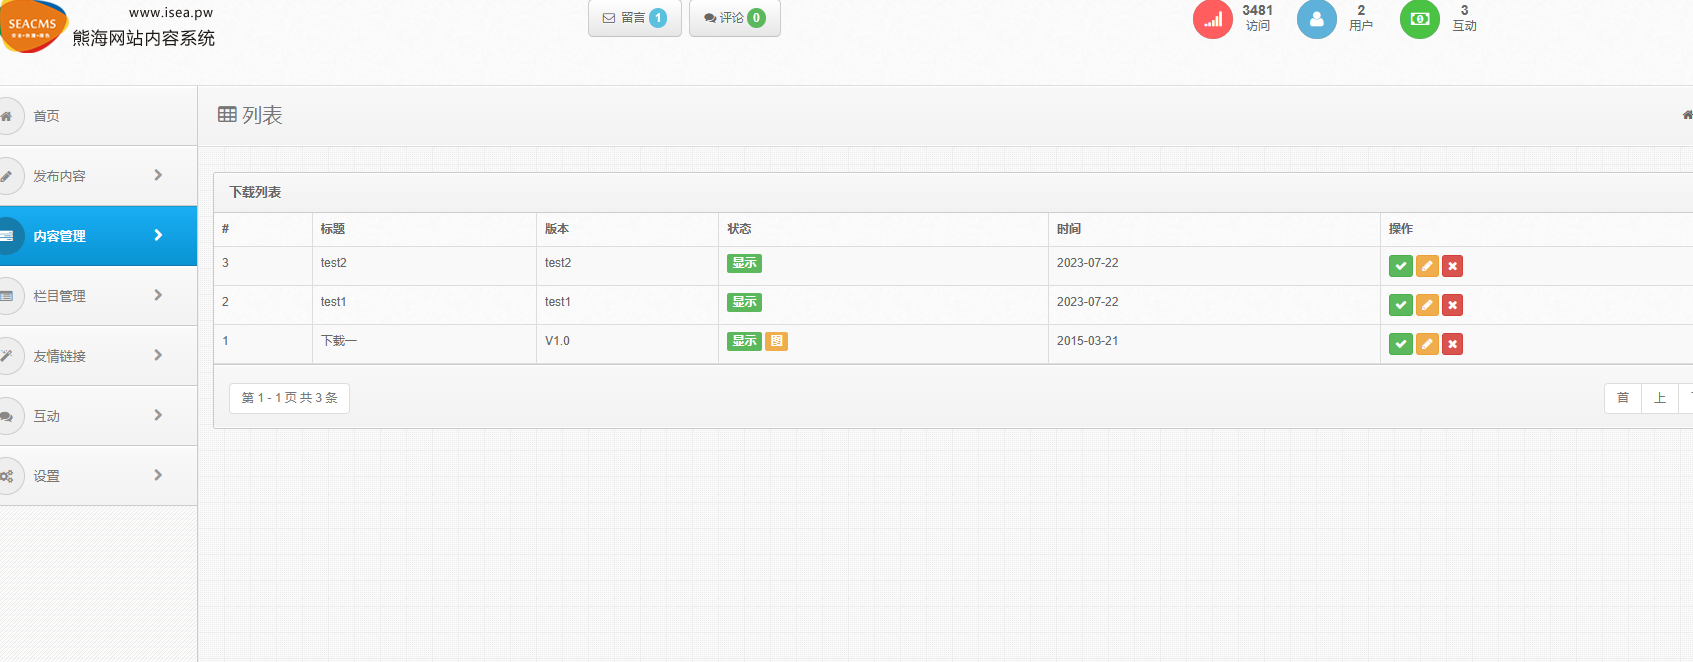 SEACMS
www.isea.pw
熊海网站内容系统
留言 1
评论 0
3481
访问
2
用户
3
互动
首页
发布内容
内容管理
栏目管理
友情链接
互动
设置
列表
下载列表
# 标题 版本 状态 时间 操作
3 test2 test2 显示 2023-07-22
2 test1 test1 显示 2023-07-22
1 下载一 V1.0 显示 图 2015-03-21
第 1 - 1 页 共 3 条
首 上